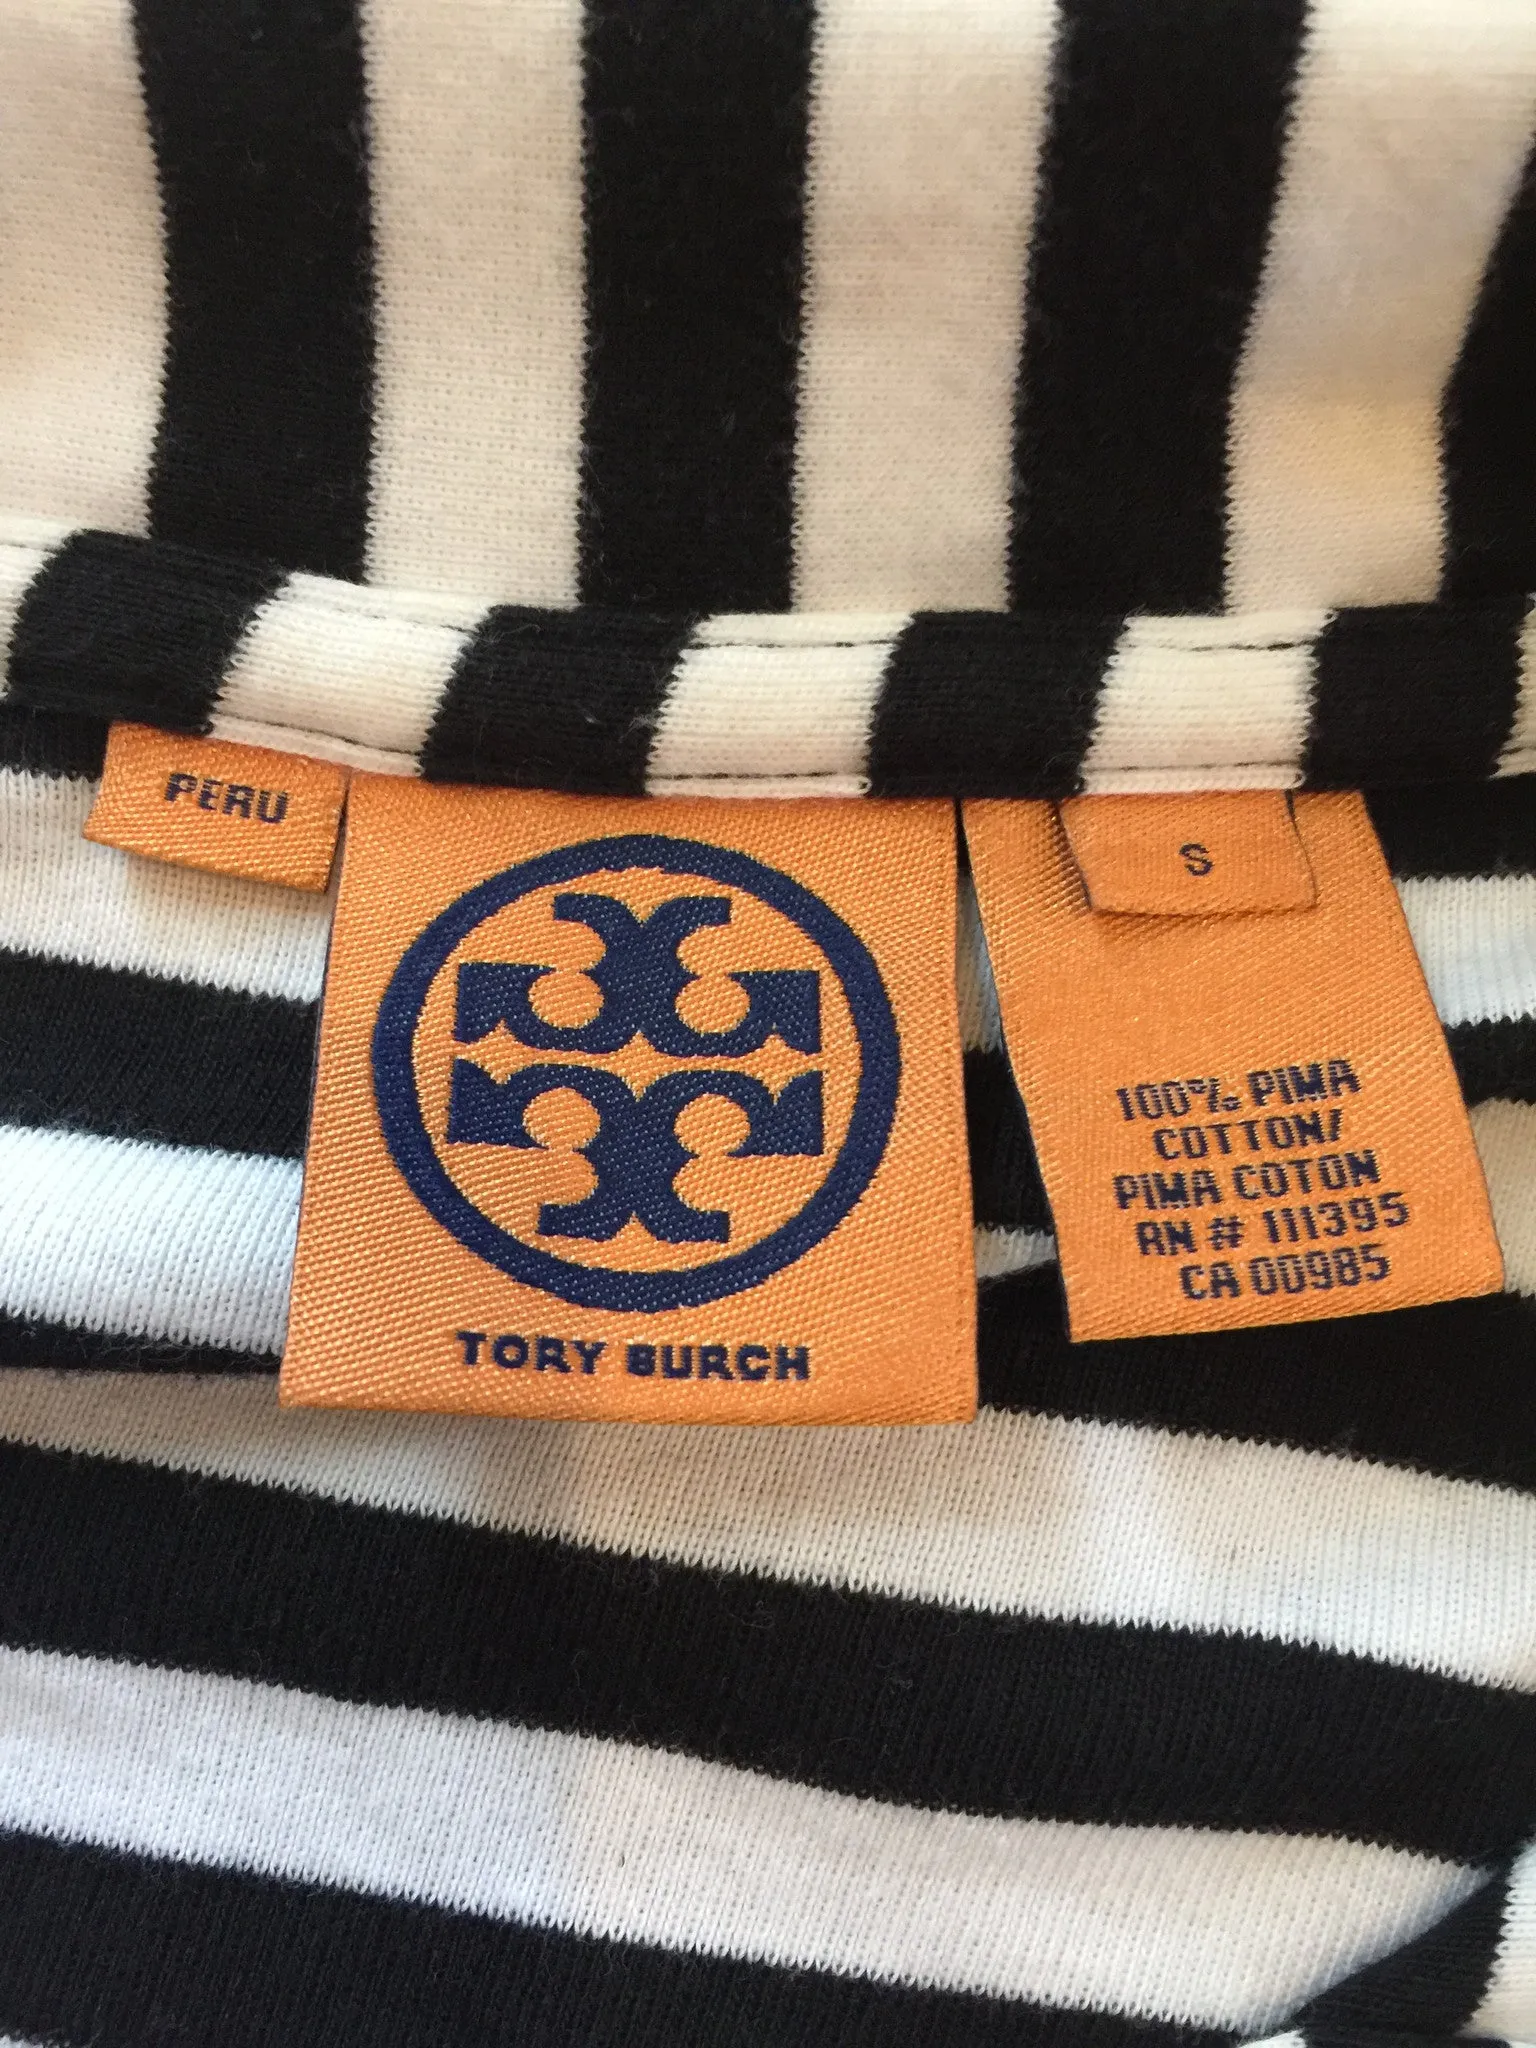 PERU
TORY BURCH
S
100% PIMA
COTTON/
PIMA COTON
RN # 111395
CA 00985